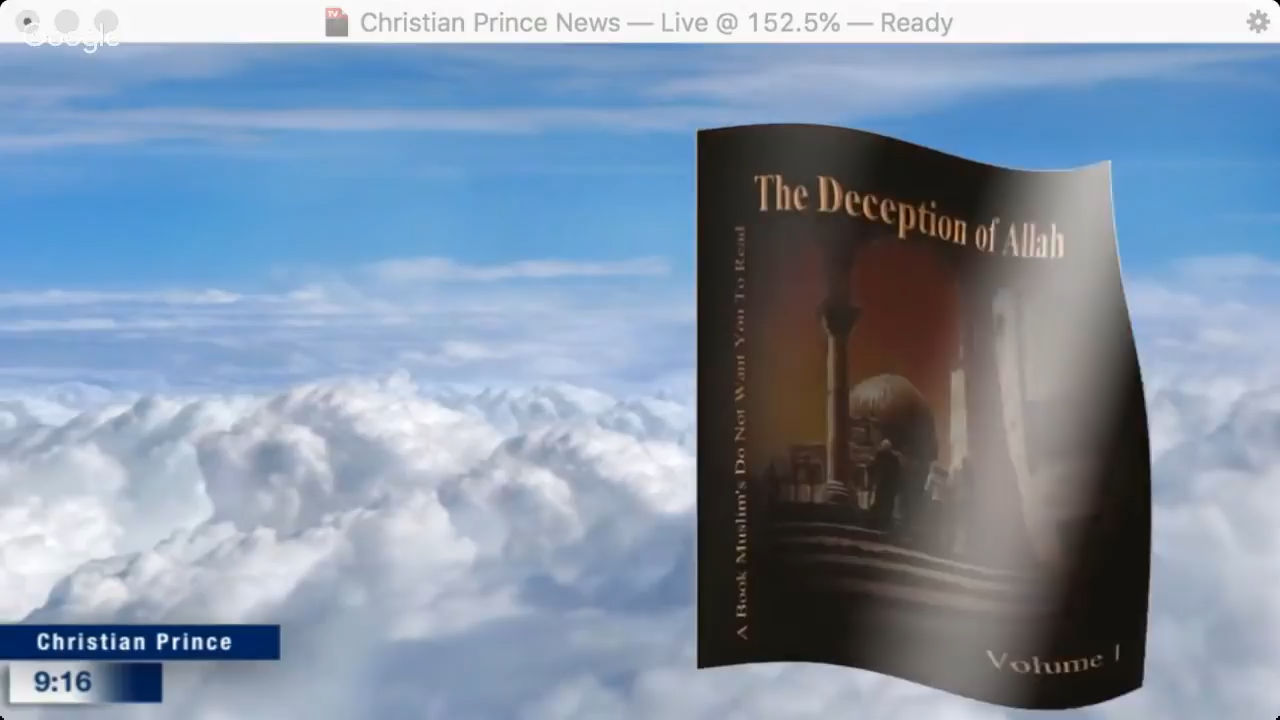 Christian Prince News — Live @ 152.5% — Ready
Google
The Deception of Allah
A Book Muslim's Do Not Want You To Read
Volume 1
Christian Prince
9:16